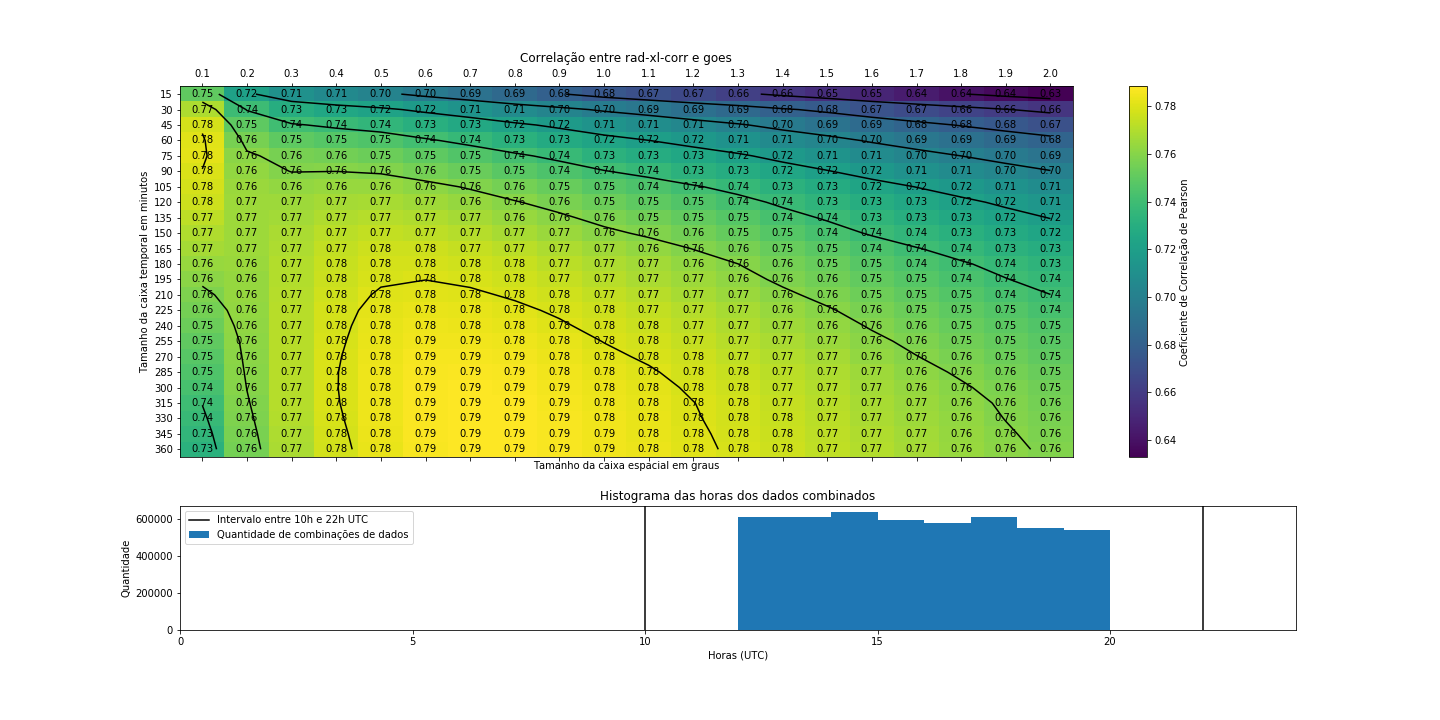 Correlação entre rad-xl-corr e goes
0.1 0.2 0.3 0.4 0.5 0.6 0.7 0.8 0.9 1.0 1.1 1.2 1.3 1.4 1.5 1.6 1.7 1.8 1.9 2.0
15 0.75 0.72 0.71 0.71 0.70 0.70 0.69 0.69 0.68 0.68 0.67 0.67 0.66 0.66 0.65 0.65 0.64 0.64 0.64 0.63
30 0.77 0.74 0.73 0.73 0.72 0.72 0.71 0.71 0.70 0.70 0.69 0.69 0.69 0.68 0.68 0.67 0.67 0.66 0.66 0.66
45 0.78 0.75 0.74 0.74 0.74 0.73 0.73 0.72 0.72 0.71 0.71 0.71 0.70 0.70 0.69 0.69 0.68 0.68 0.68 0.67
60 0.78 0.76 0.75 0.75 0.75 0.74 0.74 0.73 0.73 0.72 0.72 0.72 0.71 0.71 0.70 0.70 0.69 0.69 0.69 0.68
75 0.78 0.76 0.76 0.76 0.75 0.75 0.75 0.74 0.74 0.73 0.73 0.73 0.72 0.72 0.71 0.71 0.70 0.70 0.70 0.69
90 0.78 0.76 0.76 0.76 0.76 0.75 0.75 0.75 0.74 0.74 0.74 0.73 0.73 0.73 0.72 0.72 0.71 0.71 0.70 0.70
105 0.78 0.76 0.76 0.76 0.76 0.76 0.76 0.75 0.75 0.75 0.74 0.74 0.74 0.73 0.73 0.72 0.72 0.72 0.71 0.71
120 0.78 0.77 0.77 0.77 0.77 0.76 0.76 0.76 0.76 0.75 0.75 0.75 0.74 0.74 0.73 0.73 0.73 0.72 0.72 0.71
135 0.77 0.77 0.77 0.77 0.77 0.77 0.76 0.76 0.76 0.76 0.75 0.75 0.75 0.74 0.74 0.73 0.73 0.73 0.72 0.72
150 0.77 0.77 0.77 0.77 0.77 0.77 0.77 0.77 0.77 0.76 0.76 0.75 0.75 0.75 0.75 0.74 0.74 0.73 0.73 0.72
165 0.77 0.77 0.77 0.77 0.78 0.78 0.77 0.77 0.77 0.77 0.76 0.76 0.76 0.75 0.75 0.74 0.74 0.74 0.73 0.73
180 0.76 0.76 0.77 0.78 0.78 0.78 0.78 0.78 0.77 0.77 0.77 0.76 0.76 0.76 0.75 0.75 0.75 0.74 0.74 0.73
195 0.76 0.76 0.77 0.78 0.78 0.78 0.78 0.78 0.77 0.77 0.77 0.77 0.76 0.76 0.76 0.75 0.75 0.74 0.74 0.74
210 0.76 0.76 0.77 0.78 0.78 0.78 0.78 0.78 0.78 0.77 0.77 0.77 0.77 0.76 0.76 0.75 0.75 0.75 0.74 0.74
225 0.76 0.76 0.77 0.78 0.78 0.78 0.78 0.78 0.78 0.78 0.77 0.77 0.77 0.76 0.76 0.76 0.75 0.75 0.75 0.74
240 0.75 0.76 0.77 0.78 0.78 0.78 0.78 0.78 0.78 0.78 0.78 0.77 0.77 0.77 0.76 0.76 0.76 0.75 0.75 0.75
255 0.75 0.76 0.77 0.78 0.78 0.79 0.79 0.78 0.78 0.78 0.78 0.77 0.77 0.77 0.77 0.76 0.76 0.75 0.75 0.75
270 0.75 0.76 0.77 0.78 0.78 0.79 0.79 0.79 0.78 0.78 0.78 0.78 0.77 0.77 0.77 0.76 0.76 0.76 0.75 0.75
285 0.75 0.76 0.77 0.78 0.78 0.79 0.79 0.79 0.79 0.78 0.78 0.78 0.77 0.77 0.77 0.77 0.76 0.76 0.76 0.75
300 0.74 0.76 0.77 0.78 0.78 0.79 0.79 0.79 0.79 0.78 0.78 0.78 0.78 0.77 0.77 0.77 0.76 0.76 0.76 0.75
315 0.74 0.76 0.77 0.78 0.78 0.79 0.79 0.79 0.79 0.79 0.78 0.78 0.78 0.77 0.77 0.77 0.77 0.76 0.76 0.76
330 0.74 0.76 0.77 0.78 0.78 0.79 0.79 0.79 0.79 0.79 0.78 0.78 0.78 0.78 0.77 0.77 0.77 0.76 0.76 0.76
345 0.73 0.76 0.77 0.78 0.78 0.79 0.79 0.79 0.79 0.79 0.78 0.78 0.78 0.78 0.77 0.77 0.77 0.76 0.76 0.76
360 0.73 0.76 0.77 0.78 0.78 0.79 0.79 0.79 0.79 0.79 0.78 0.78 0.78 0.78 0.77 0.77 0.77 0.76 0.76 0.76
Tamanho da caixa temporal em minutos
Tamanho da caixa espacial em graus
0.78
0.76
0.74
0.72
0.70
0.68
0.66
0.64
Coeficiente de Correlação de Pearson
Histograma das horas dos dados combinados
Intervalo entre 10h e 22h UTC
Quantidade de combinações de dados
600000
400000
200000
0
Quantidade
0 5 10 15 20
Horas (UTC)